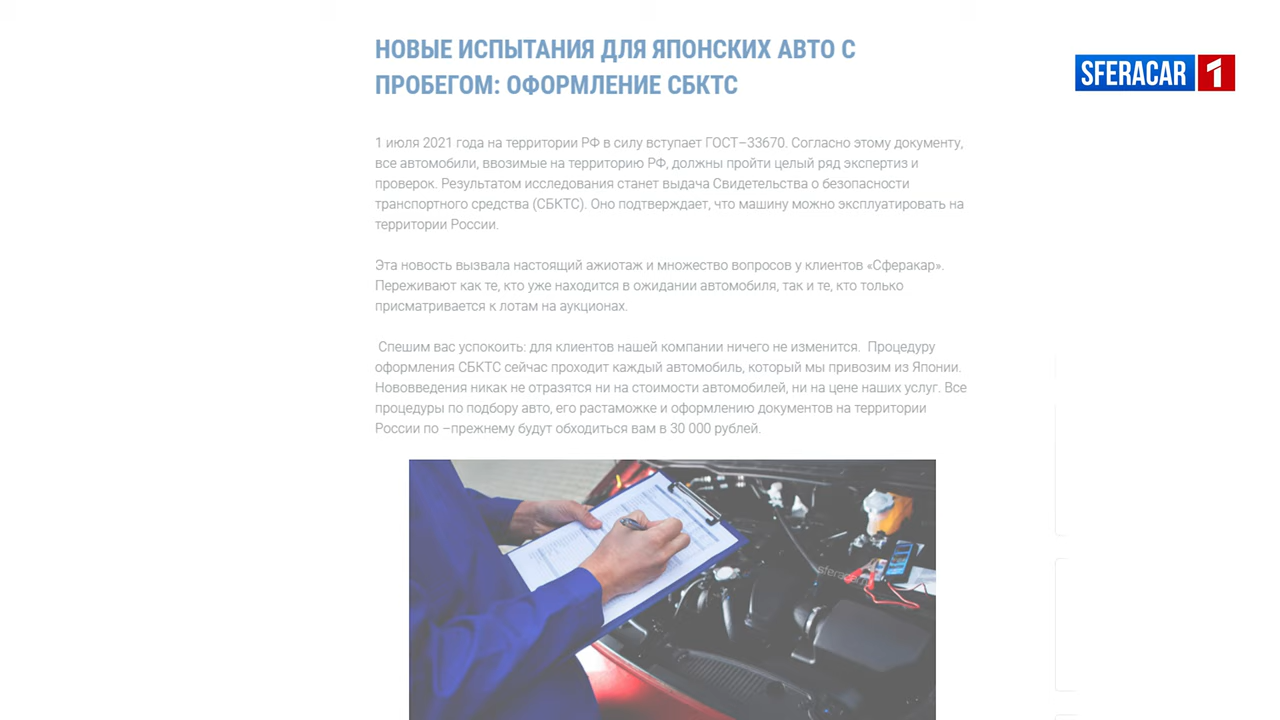 НОВЫЕ ИСПЫТАНИЯ ДЛЯ ЯПОНСКИХ АВТО С
ПРОБЕГОМ: ОФОРМЛЕНИЕ СБКТС
SFERACAR 1
1 июля 2021 года на территории РФ в силу вступает ГОСТ–33670. Согласно этому документу,
все автомобили, ввозимые на территорию РФ, должны пройти целый ряд экспертиз и
проверок. Результатом исследования станет выдача Свидетельства о безопасности
транспортного средства (СБКТС). Оно подтверждает, что машину можно эксплуатировать на
территории России.
Эта новость вызвала настоящий ажиотаж и множество вопросов у клиентов «Сферакар».
Переживают как те, кто уже находится в ожидании автомобиля, так и те, кто только
присматривается к лотам на аукционах.
Спешим вас успокоить: для клиентов нашей компании ничего не изменится. Процедуру
оформления СБКТС сейчас проходит каждый автомобиль, который мы привозим из Японии.
Нововведения никак не отразятся ни на стоимости автомобилей, ни на цене наших услуг. Все
процедуры по подбору авто, его растаможке и оформлению документов на территории
России по –прежнему будут обходиться вам в 30 000 рублей.